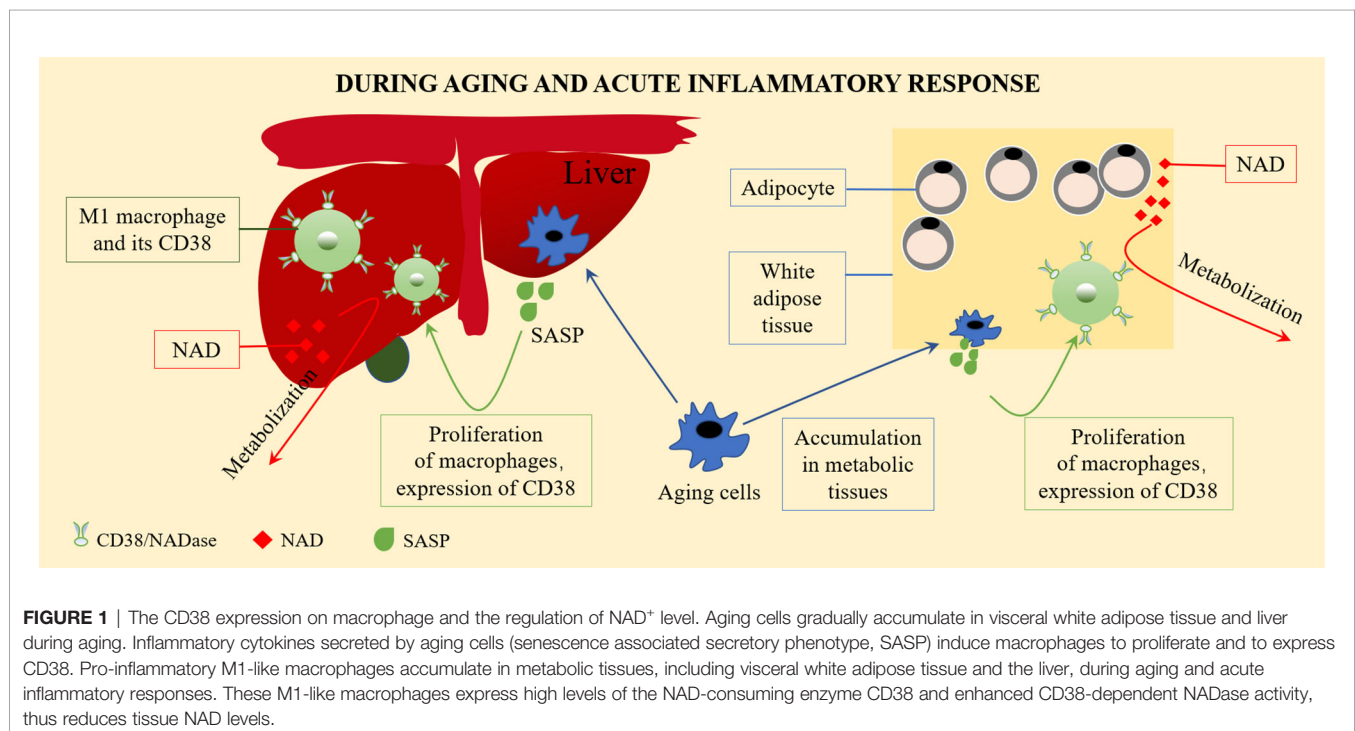 DURING AGING AND ACUTE INFLAMMATORY RESPONSE
Liver
M1 macrophage
and its CD38
NAD
Metabolization
SASP
Proliferation
of macrophages,
expression of CD38
Aging cells
Adipocyte
White
adipose
tissue
NAD
Metabolization
Accumulation
in metabolic
tissues
Proliferation
of macrophages,
expression of CD38
CD38/NADase
NAD
SASP
FIGURE 1 | The CD38 expression on macrophage and the regulation of NAD⁺ level. Aging cells gradually accumulate in visceral white adipose tissue and liver
during aging. Inflammatory cytokines secreted by aging cells (senescence associated secretory phenotype, SASP) induce macrophages to proliferate and to express
CD38. Pro-inflammatory M1-like macrophages accumulate in metabolic tissues, including visceral white adipose tissue and the liver, during aging and acute
inflammatory responses. These M1-like macrophages express high levels of the NAD-consuming enzyme CD38 and enhanced CD38-dependent NADase activity,
thus reduces tissue NAD levels.